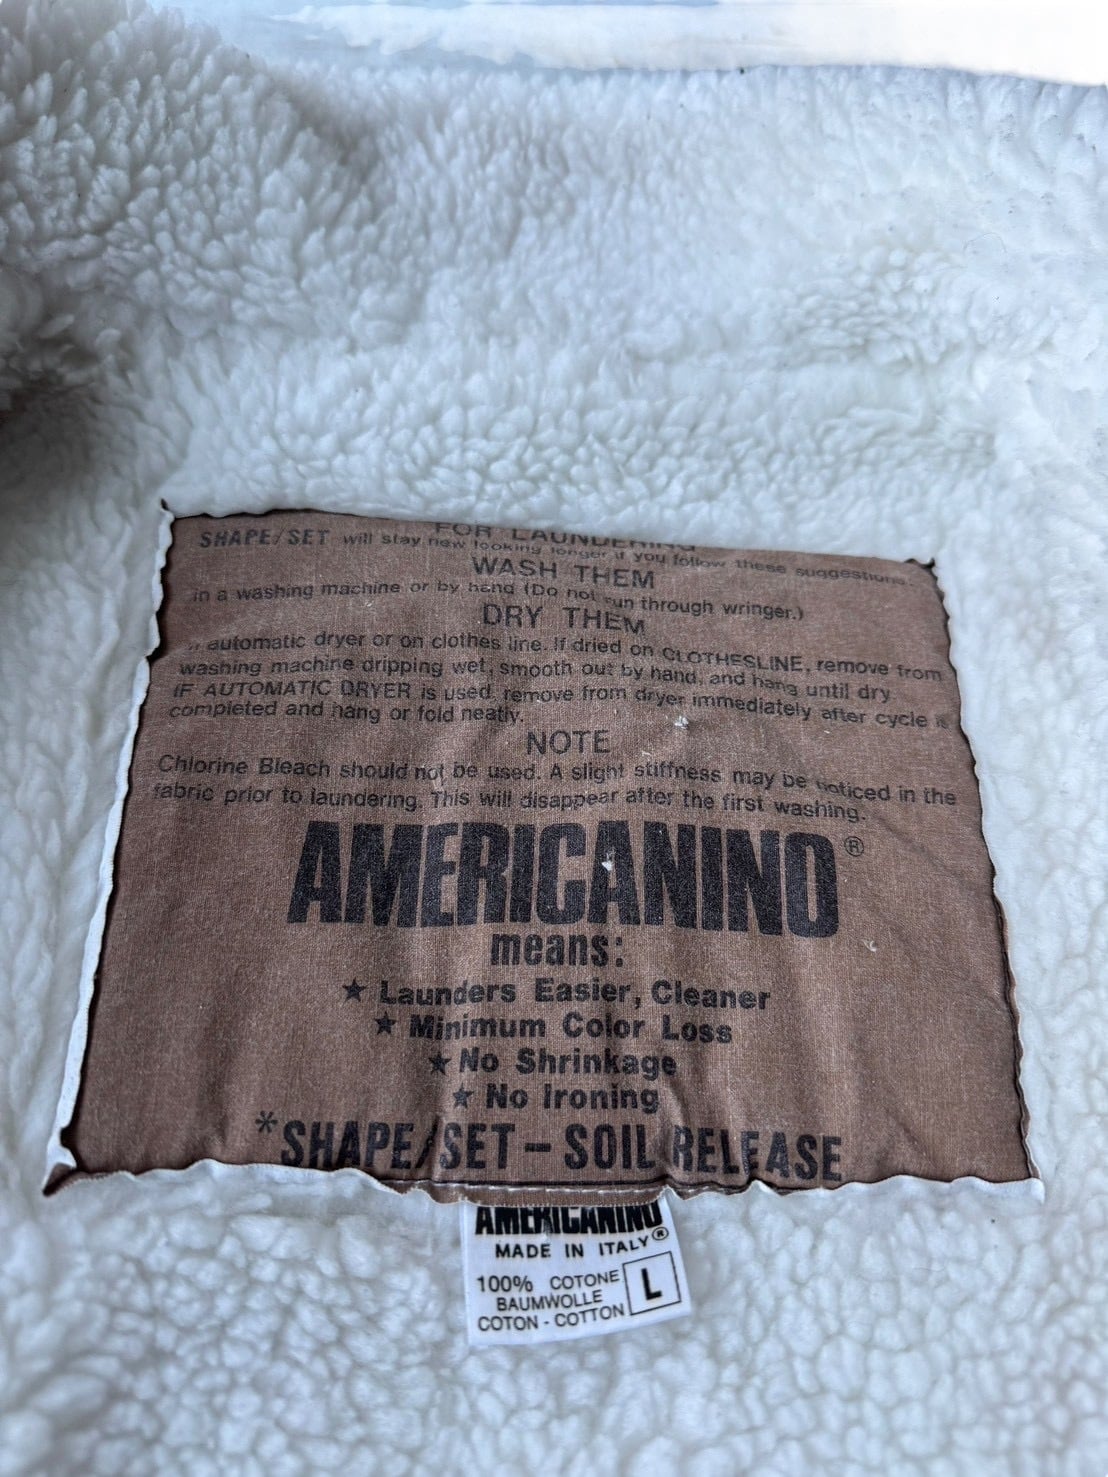 FOR LAUNDERING
SHAPE/SET will stay new looking longer if you follow these suggestions:
WASH THEM
in a washing machine or by hand (Do not run through wringer.)
DRY THEM
automatic dryer or on clothes line. If dried on CLOTHESLINE, remove from
washing machine dripping wet, smooth out by hand, and hang until dry
IF AUTOMATIC DRYER is used, remove from dryer immediately after cycle is
completed and hang or fold neatly.
NOTE
Chlorine Bleach should not be used. A slight stiffness may be noticed in the
fabric prior to laundering. This will disappear after the first washing.
AMERICANINO®
means:
★ Launders Easier, Cleaner
★ Minimum Color Loss
★ No Shrinkage
★ No Ironing
*SHAPE/SET – SOIL RELEASE
AMERICANINO®
MADE IN ITALY
100% COTONE
BAUMWOLLE
COTON - COTTON
L